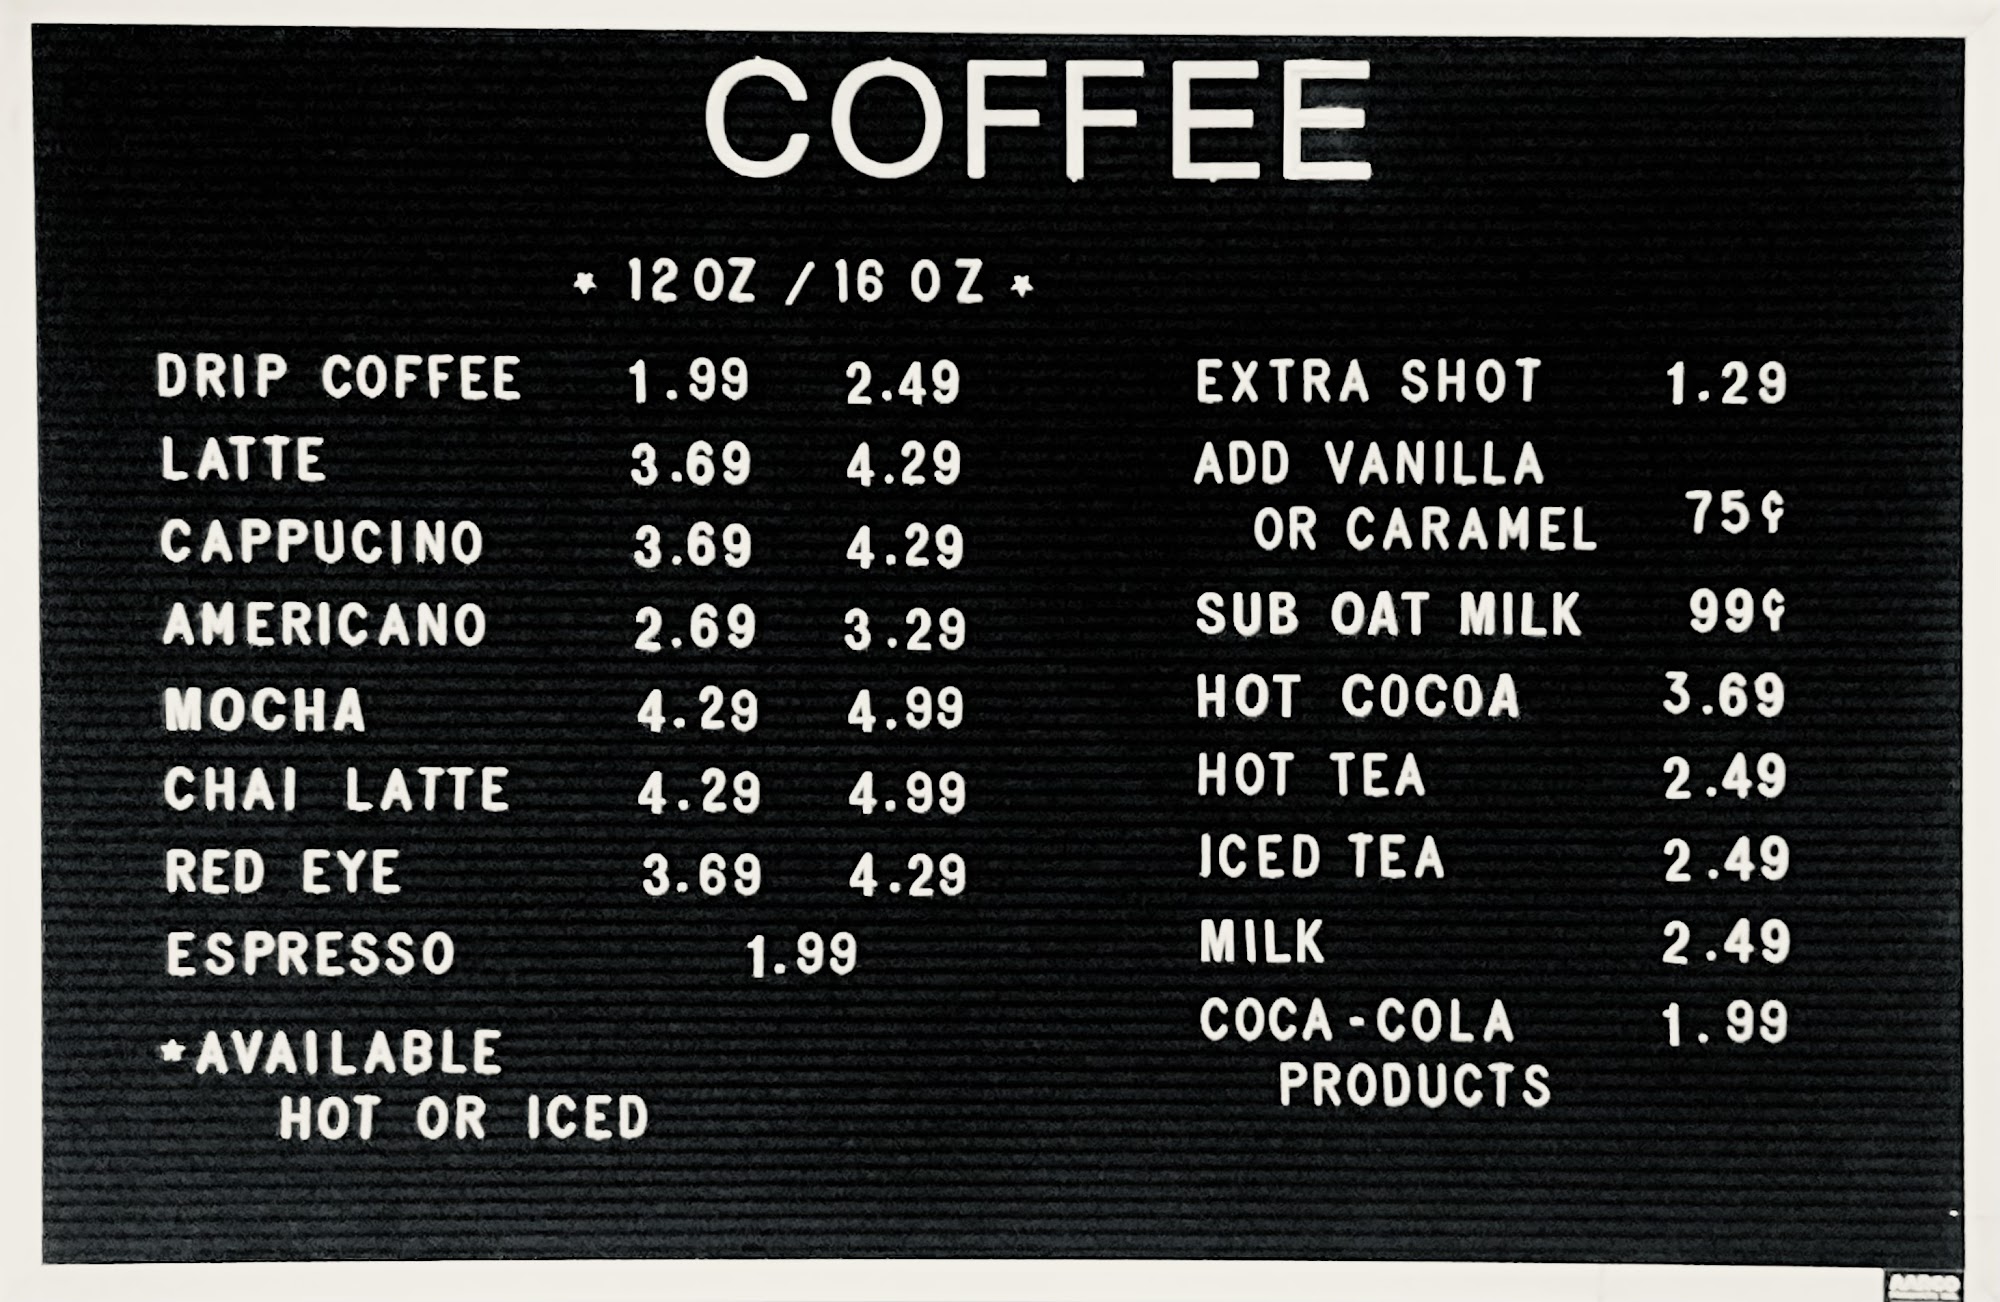 COFFEE
* 12 OZ / 16 OZ *
DRIP COFFEE 1.99 2.49
LATTE 3.69 4.29
CAPPUCINO 3.69 4.29
AMERICANO 2.69 3.29
MOCHA 4.29 4.99
CHAI LATTE 4.29 4.99
RED EYE 3.69 4.29
ESPRESSO 1.99
*AVAILABLE
HOT OR ICED
EXTRA SHOT 1.29
ADD VANILLA
OR CARAMEL 75¢
SUB OAT MILK 99¢
HOT COCOA 3.69
HOT TEA 2.49
ICED TEA 2.49
MILK 2.49
COCA-COLA 1.99
PRODUCTS
AARCO